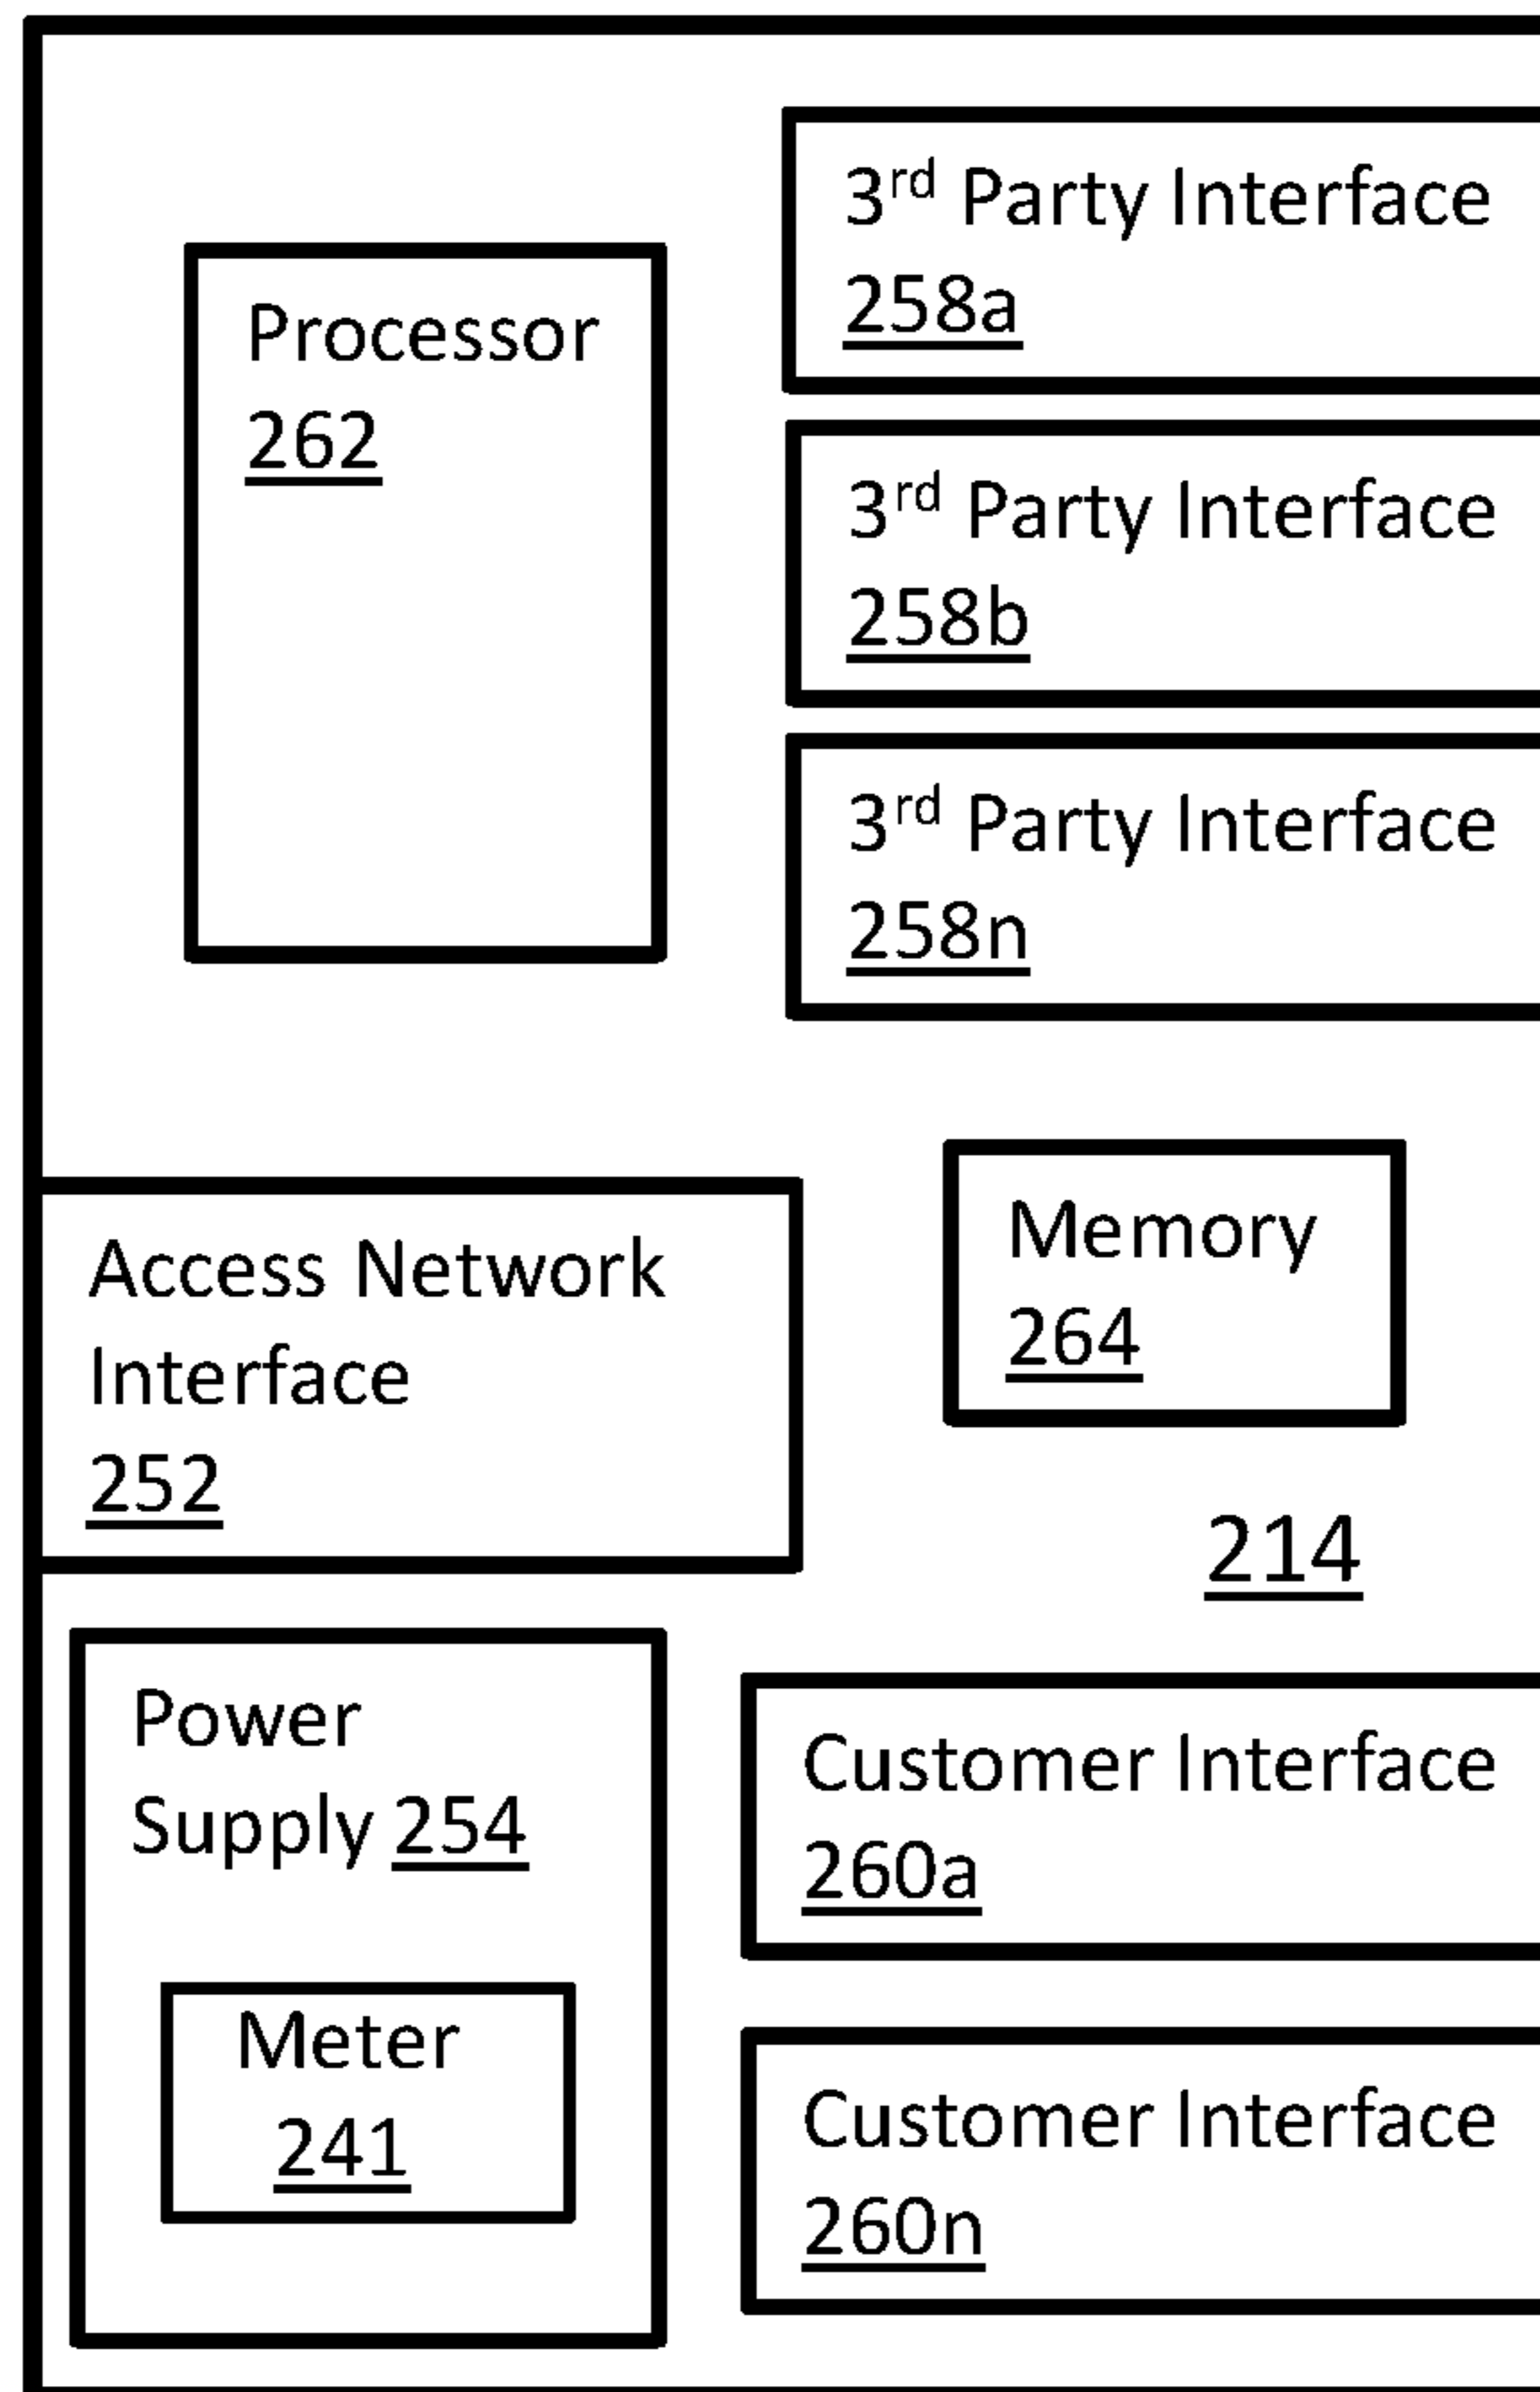 Processor
262
3rd Party Interface
258a
3rd Party Interface
258b
3rd Party Interface
258n
Access Network
Interface
252
Memory
264
214
Power
Supply 254
Meter
241
Customer Interface
260a
Customer Interface
260n